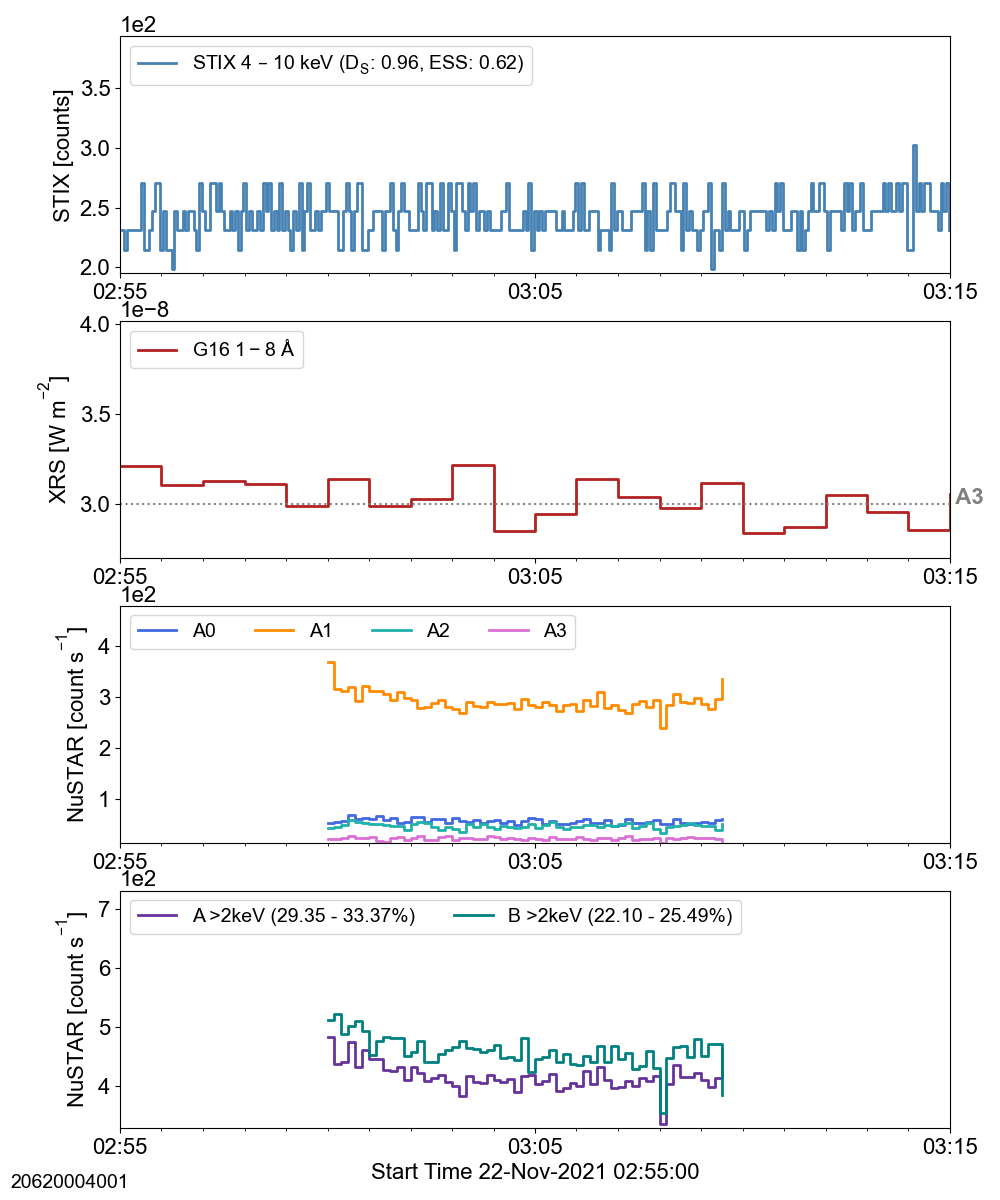 1e2
STIX 4 – 10 keV (DS: 0.96, ESS: 0.62)
STIX [counts]
3.5
3.0
2.5
2.0
02:55 03:05 03:15
1e−8
4.0
G16 1 – 8 Å
XRS [W m−2]
3.5
3.0
A3
02:55 03:05 03:15
1e2
A0 A1 A2 A3
NuSTAR [count s−1]
4
3
2
1
02:55 03:05 03:15
1e2
7
A >2keV (29.35 - 33.37%) B >2keV (22.10 - 25.49%)
NuSTAR [count s−1]
6
5
4
02:55 03:05 03:15
Start Time 22-Nov-2021 02:55:00
20620004001